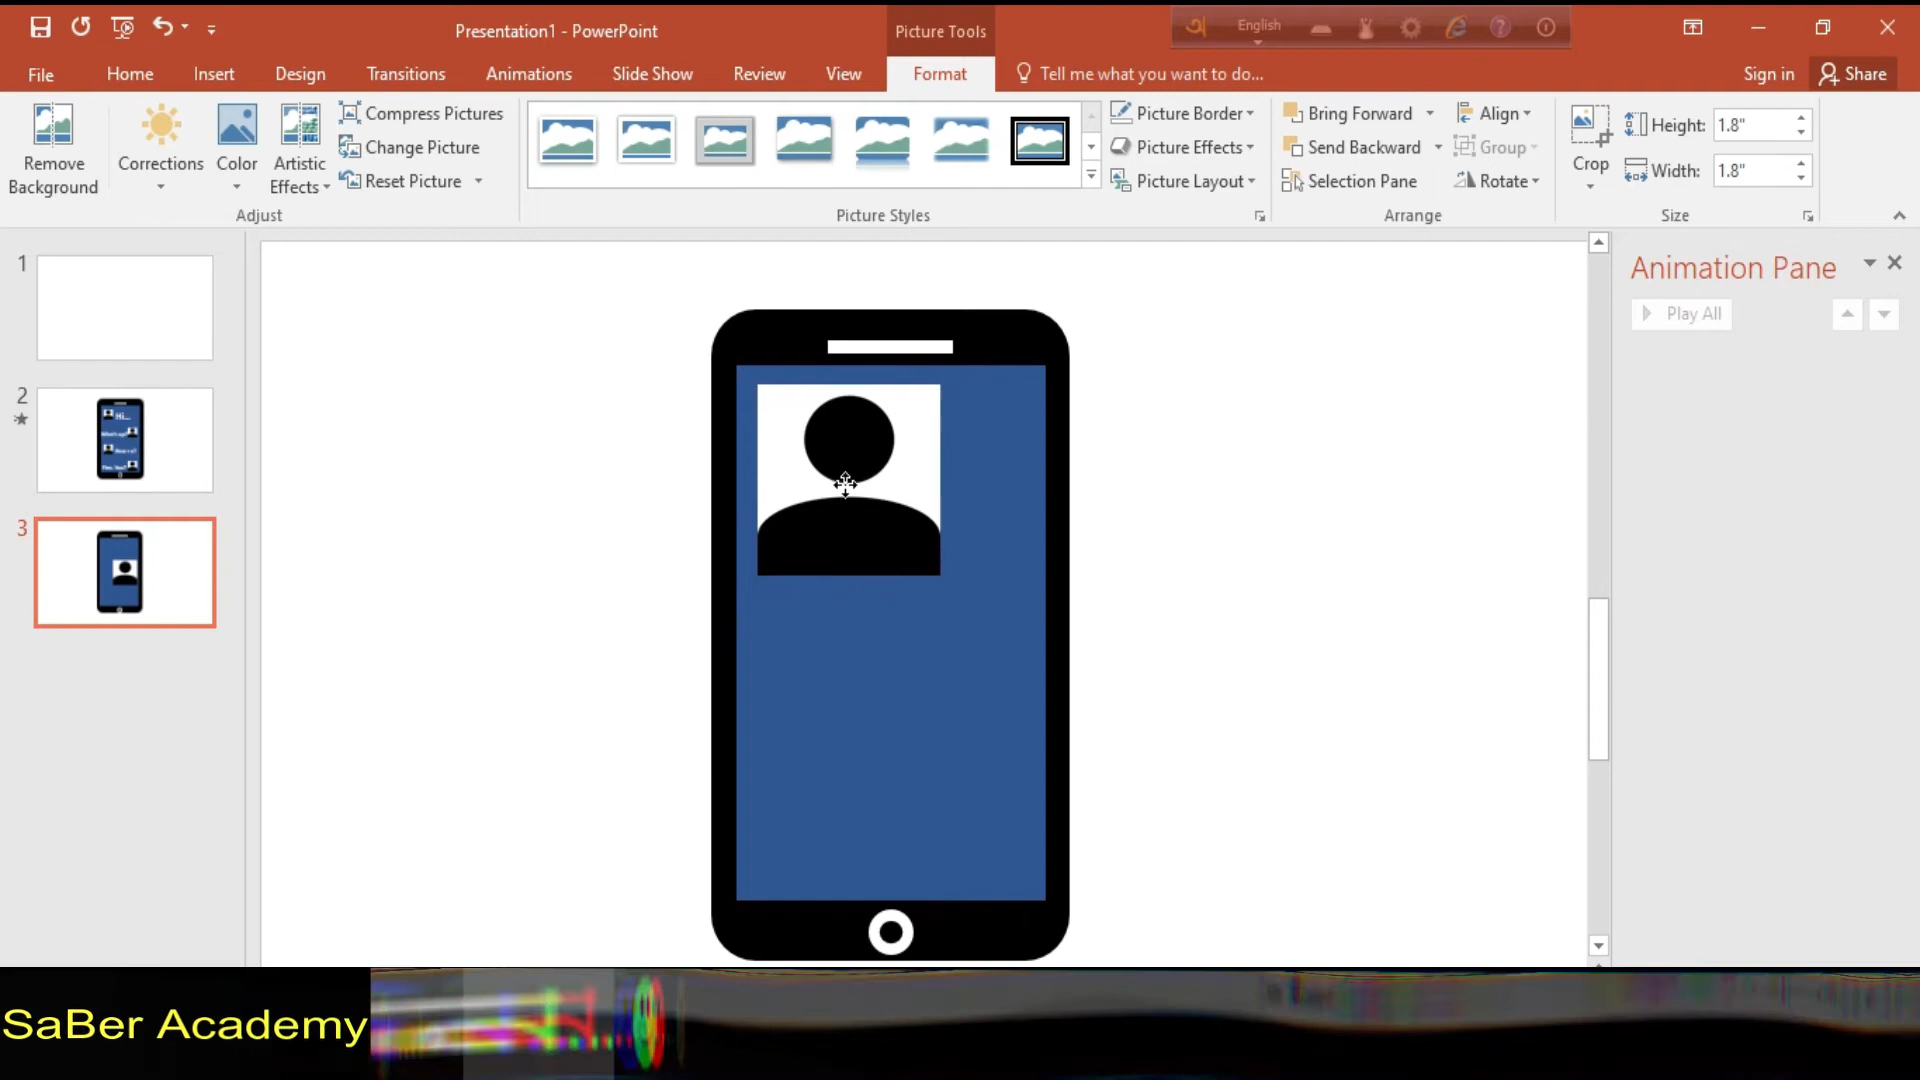 Presentation1 - PowerPoint
Picture Tools
English
File
Home
Insert
Design
Transitions
Animations
Slide Show
Review
View
Format
Tell me what you want to do...
Sign in
Share
Remove
Background
Corrections
Color
Artistic
Effects
Compress Pictures
Change Picture
Reset Picture
Adjust
Picture Styles
Picture Border
Picture Effects
Picture Layout
Bring Forward
Send Backward
Selection Pane
Align
Group
Rotate
Arrange
Crop
Height:
1.8"
Width:
1.8"
Size
1
2
3
Hi...
Animation Pane
Play All
SaBer Academy